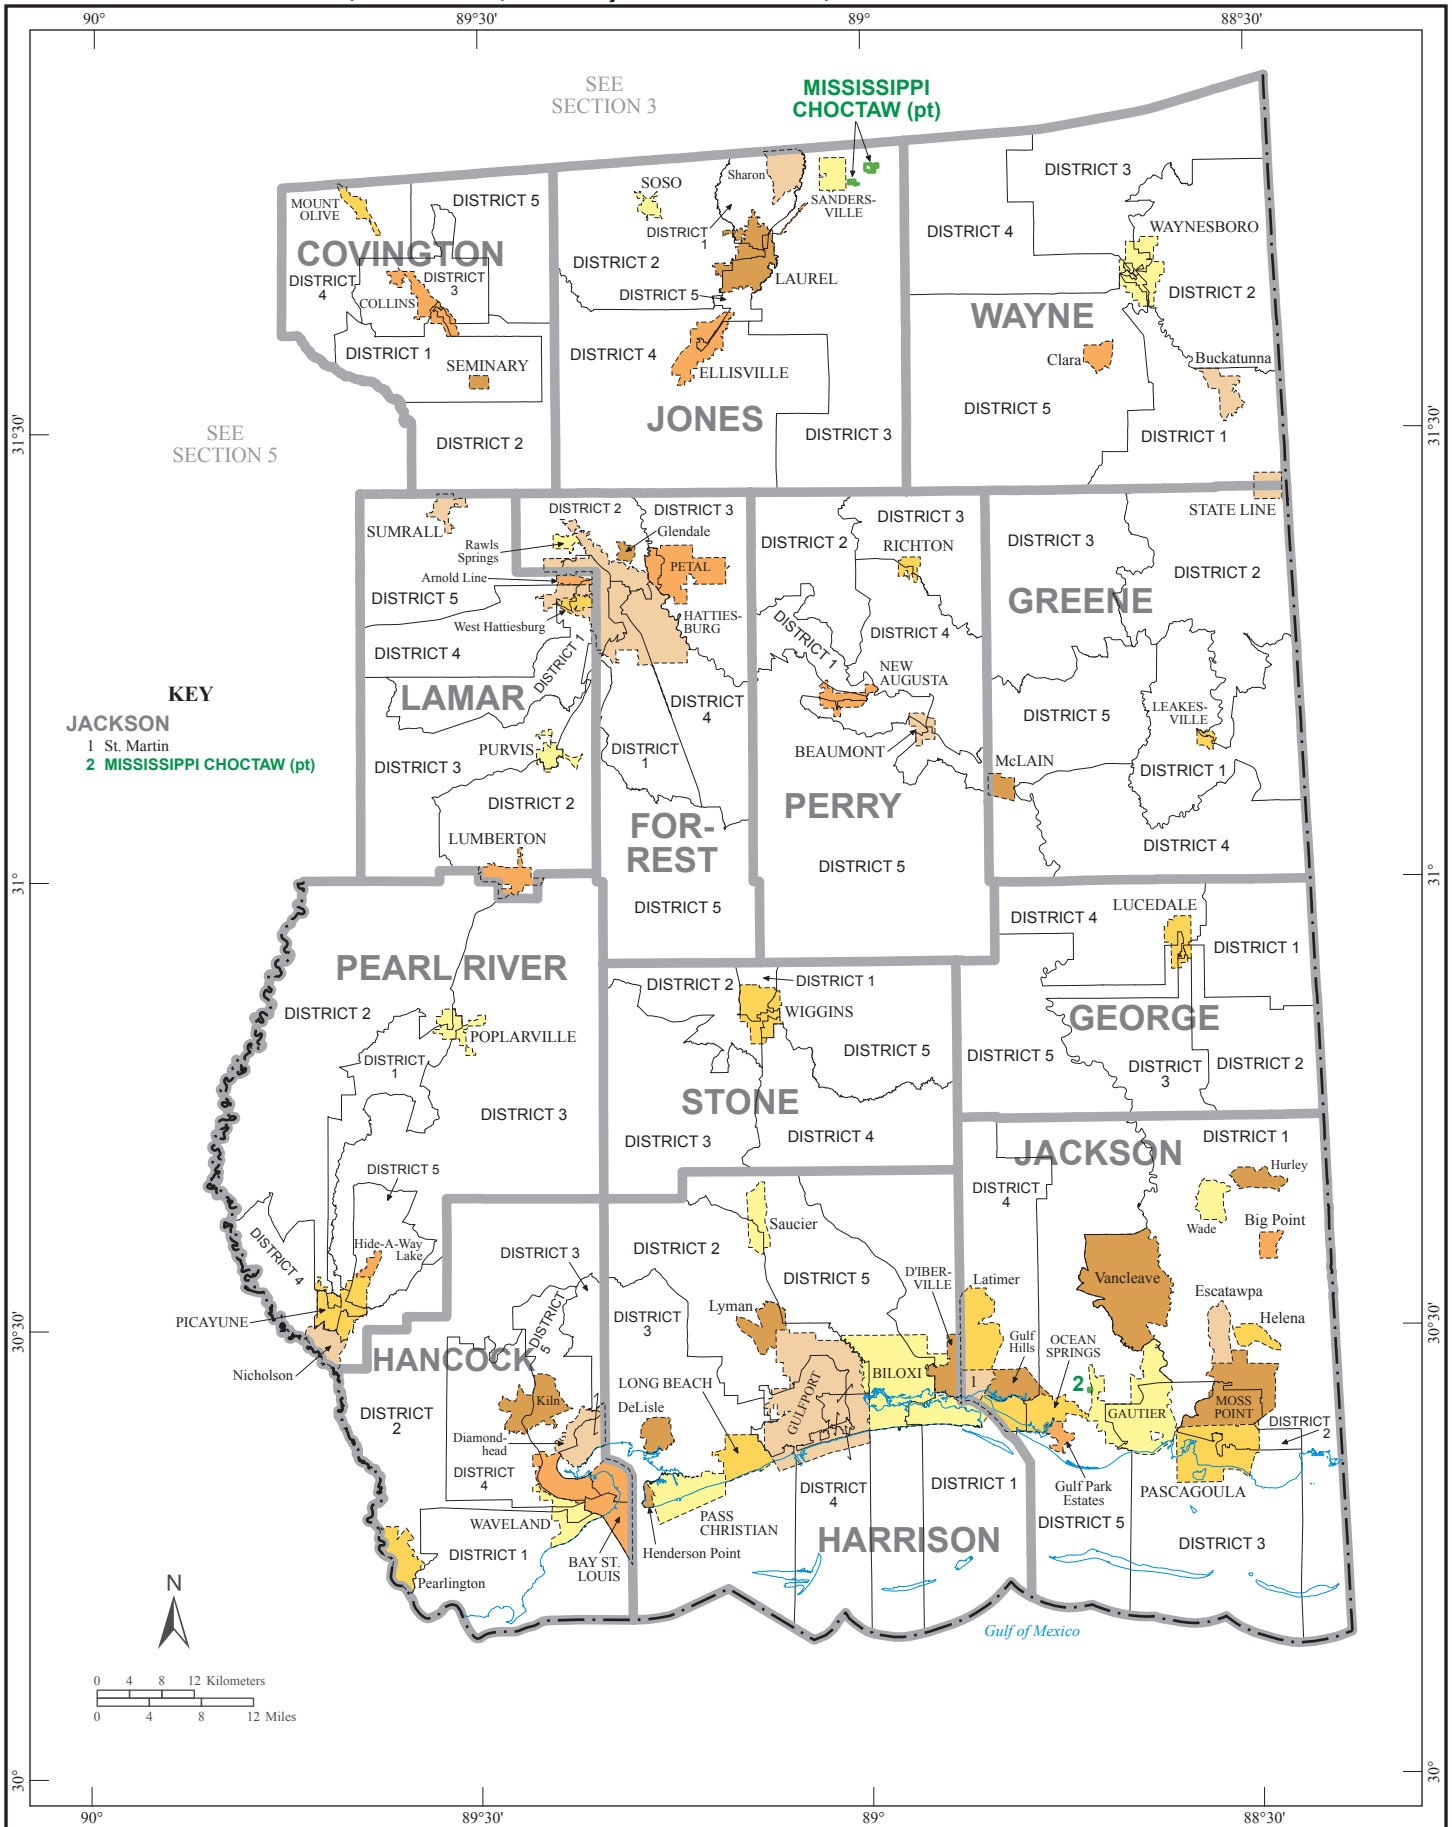 90°
89°30'
89°
88°30'
SEE
SECTION 3
MISSISSIPPI
CHOCTAW (pt)
MOUNT
OLIVE
DISTRICT 5
COVINGTON
DISTRICT
4
DISTRICT
3
COLLINS
DISTRICT 1
SEMINARY
DISTRICT 2
SOSO
Sharon
SANDERS-
VILLE
DISTRICT
1
DISTRICT 2
LAUREL
DISTRICT 5
DISTRICT 4
ELLISVILLE
JONES
DISTRICT 3
DISTRICT 3
DISTRICT 4
WAYNESBORO
DISTRICT 2
WAYNE
Clara
Buckatunna
DISTRICT 5
DISTRICT 1
31°30'
31°30'
SEE
SECTION 5
STATE LINE
SUMRALL
DISTRICT 2
DISTRICT 3
Rawls
Springs
Glendale
Arnold Line
PETAL
DISTRICT 5
West Hattiesburg
HATTIES-
BURG
DISTRICT 1
DISTRICT 4
LAMAR
DISTRICT
4
PURVIS
DISTRICT
1
DISTRICT 3
DISTRICT 2
LUMBERTON
FOR-
REST
DISTRICT 5
DISTRICT 3
DISTRICT 2
RICHTON
DISTRICT 1
DISTRICT 4
NEW
AUGUSTA
BEAUMONT
PERRY
DISTRICT 5
DISTRICT 3
DISTRICT 2
GREENE
DISTRICT 5
LEAKES-
VILLE
McLAIN
DISTRICT 1
DISTRICT 4
KEY
JACKSON
1 St. Martin
2 MISSISSIPPI CHOCTAW (pt)
31°
31°
PEARL RIVER
DISTRICT 2
POPLARVILLE
DISTRICT
1
DISTRICT 3
DISTRICT 5
DISTRICT 4
Hide-A-Way
Lake
PICAYUNE
Nicholson
DISTRICT 2
DISTRICT 1
WIGGINS
DISTRICT 5
STONE
DISTRICT 3
DISTRICT 4
DISTRICT 4
LUCEDALE
DISTRICT 1
GEORGE
DISTRICT 5
DISTRICT
3
DISTRICT 2
JACKSON
DISTRICT 1
DISTRICT
4
Hurley
Wade
Big Point
Vancleave
Escatawpa
Helena
Latimer
Gulf
Hills
OCEAN
SPRINGS
1
2
GAUTIER
MOSS
POINT
DISTRICT
2
Gulf Park
Estates
PASCAGOULA
DISTRICT 5
DISTRICT 3
30°30'
30°30'
HANCOCK
DISTRICT 3
DISTRICT
5
DISTRICT
2
Kiln
Diamond-
head
DISTRICT
4
WAVELAND
DISTRICT 1
BAY ST.
LOUIS
Pearlington
DISTRICT 2
Saucier
DISTRICT 5
D'IBER-
VILLE
DISTRICT
3
Lyman
BILOXI
GULFPORT
LONG BEACH
DeLisle
PASS
CHRISTIAN
Henderson Point
DISTRICT
4
DISTRICT 1
HARRISON
Gulf of Mexico
N
0 4 8 12 Kilometers
0 4 8 12 Miles
30°
30°
90°
89°30'
89°
88°30'